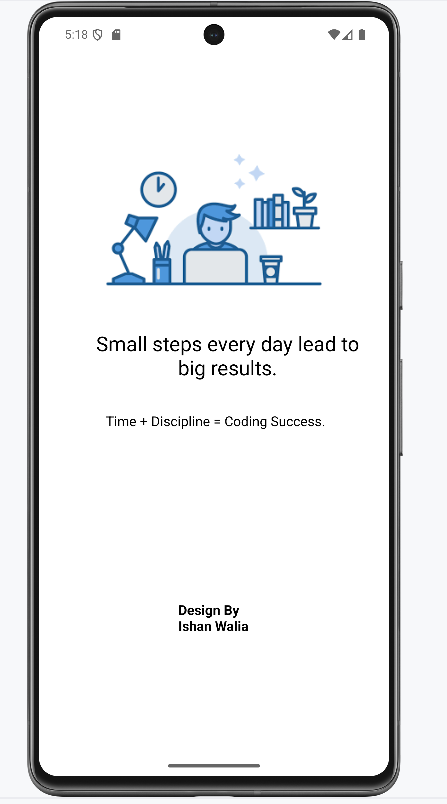 5:18
Small steps every day lead to
big results.
Time + Discipline = Coding Success.
Design By
Ishan Walia